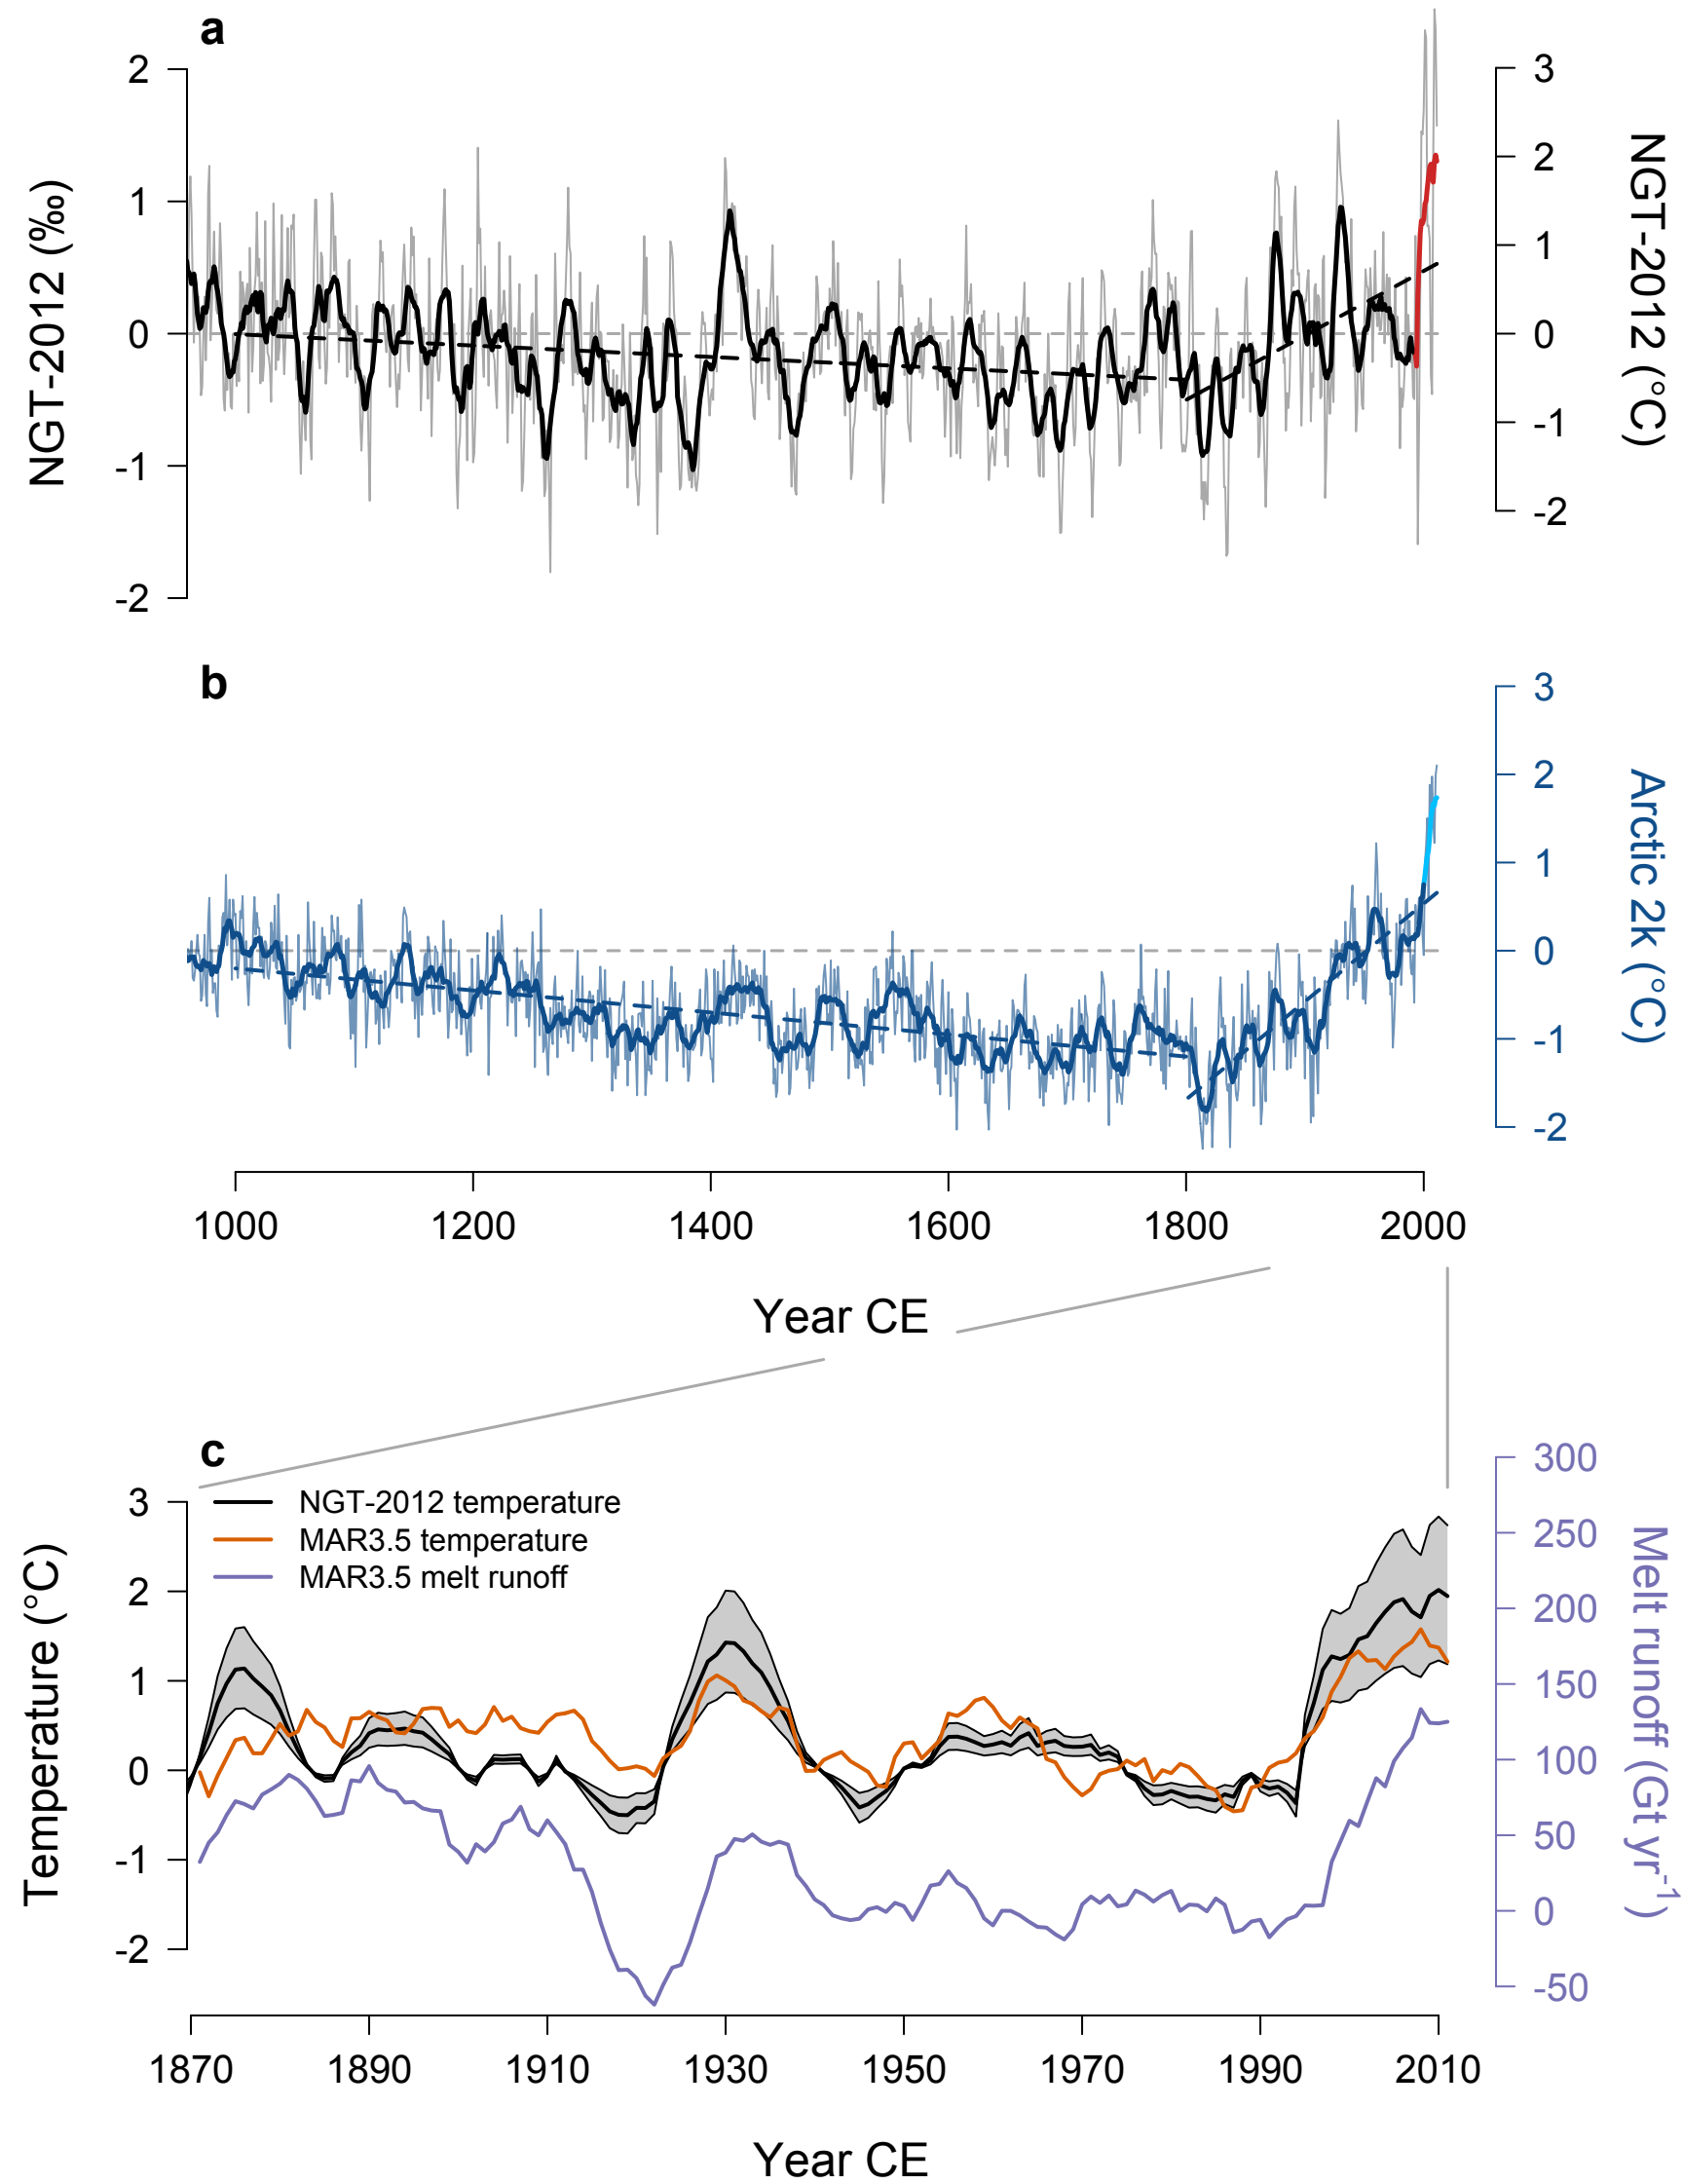 a
2
1
0
-1
-2
NGT-2012 (‰)
3
2
1
0
-1
-2
NGT-2012 (°C)
b
3
2
1
0
-1
-2
Arctic 2k (°C)
1000 1200 1400 1600 1800 2000
Year CE
c
NGT-2012 temperature
MAR3.5 temperature
MAR3.5 melt runoff
3
2
1
0
-1
-2
Temperature (°C)
300
250
200
150
100
50
0
-50
Melt runoff (Gt yr⁻¹)
1870 1890 1910 1930 1950 1970 1990 2010
Year CE